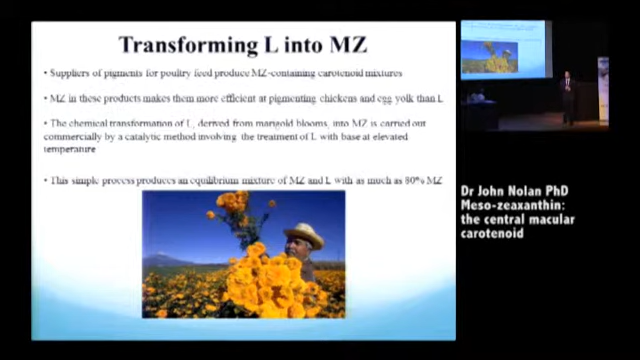 Transforming L into MZ
• Suppliers of pigments for poultry feed produce MZ-containing carotenoid mixtures
• MZ in these products makes them more efficient at pigmenting chickens and egg yolk than L
• The chemical transformation of L, derived from marigold blooms, into MZ is carried out
commercially by a catalytic method involving the treatment of L with base at elevated
temperature
• This simple process produces an equilibrium mixture of MZ and L with as much as 80% MZ
Dr John Nolan PhD
Meso-zeaxanthin:
the central macular
carotenoid